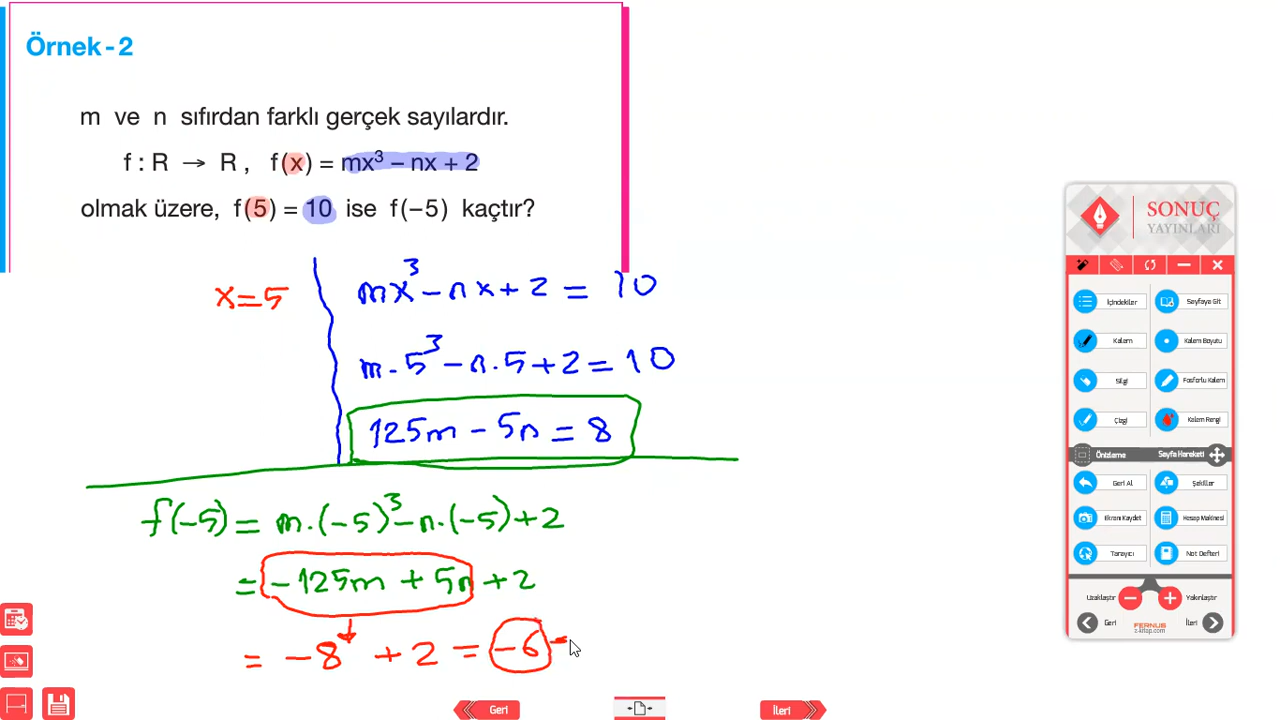 Örnek - 2
m ve n sıfırdan farklı gerçek sayılardır.
f : R → R , f(x) = mx³ – nx + 2
olmak üzere, f(5) = 10 ise f(–5) kaçtır?
x=5
mx³ – nx + 2 = 10
m.5³ – n.5 + 2 = 10
125m – 5n = 8
f(–5) = m.(–5)³ – n.(–5) + 2
= –125m + 5n + 2
= –8 + 2 = –6
SONUÇ
YAYINLARI
İçindekiler
Sayfaya Git
Kalem
Kalem Boyutu
Silgi
Fosforlu Kalem
Çizgi
Kalem Rengi
Önizleme
Sayfa Hareketi
Geri Al
Şekiller
Ekranı Kaydet
Hesap Makinesi
Tarayıcı
Not Defteri
Uzaklaştır
Yakınlaştır
Geri
FERNUS
z-kitap.com
İleri
Geri
İleri